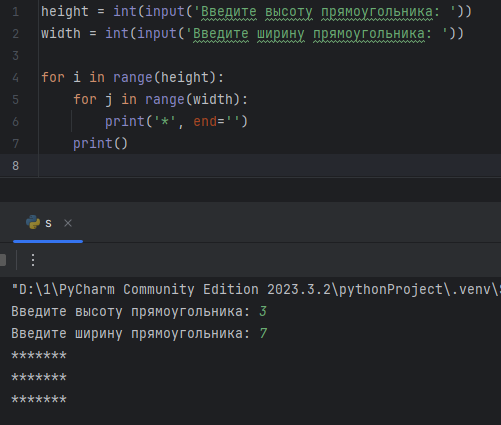 1 height = int(input('Введите высоту прямоугольника: '))
2 width = int(input('Введите ширину прямоугольника: '))
3
4 for i in range(height):
5     for j in range(width):
6         print('*', end='')
7     print()
8
s ×
"D:\1\PyCharm Community Edition 2023.3.2\pythonProject\.venv\
Введите высоту прямоугольника: 3
Введите ширину прямоугольника: 7
*******
*******
*******